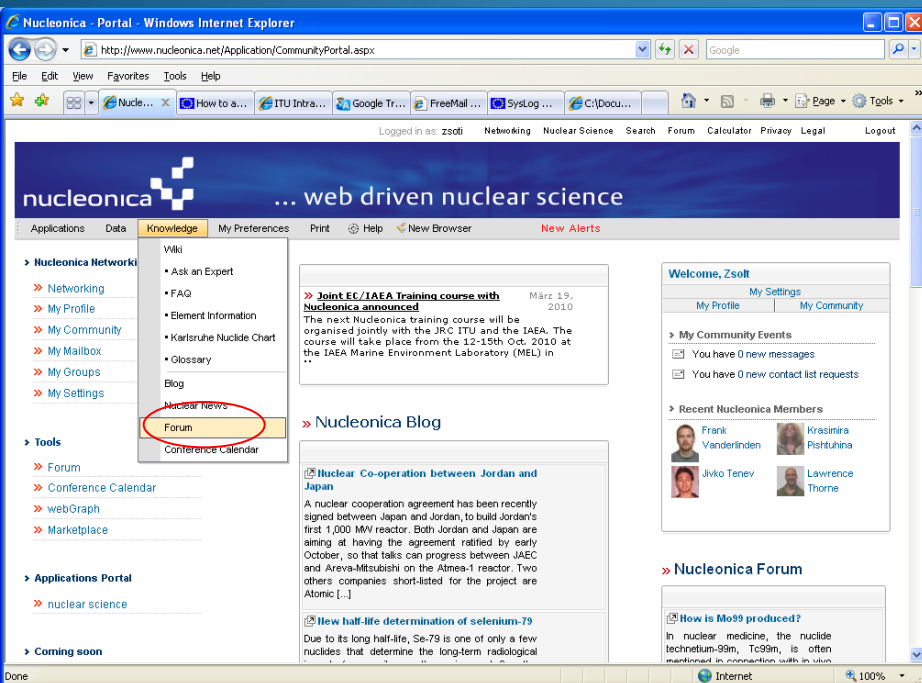 Nucleonica - Portal - Windows Internet Explorer
http://www.nucleonica.net/Application/CommunityPortal.aspx
Google
File Edit View Favorites Tools Help
Nucle... How to a... ITU Intra... Google Tr... FreeMail ... SysLog ... C:\Docu... Page Tools
Logged in as: zsoti Networking Nuclear Science Search Forum Calculator Privacy Legal Logout
nucleonica ... web driven nuclear science
Applications Data Knowledge My Preferences Print Help New Browser New Alerts
Wiki
• Ask an Expert
• FAQ
• Element Information
• Karlsruhe Nuclide Chart
• Glossary
Blog
Nuclear News
Forum
Conference Calendar
Nucleonica Networki
Networking
My Profile
My Community
My Mailbox
My Groups
My Settings
Tools
Forum
Conference Calendar
webGraph
Marketplace
Applications Portal
nuclear science
Coming soon
Joint EC/IAEA Training course with März 19,
Nucleonica announced 2010
The next Nucleonica training course will be
organised jointly with the JRC ITU and the IAEA. The
course will take place from the 12-15th Oct. 2010 at
the IAEA Marine Environment Laboratory (MEL) in
» Nucleonica Blog
Nuclear Co-operation between Jordan and
Japan
A nuclear cooperation agreement has been recently
signed between Japan and Jordan, to build Jordan's
first 1,000 MW reactor. Both Jordan and Japan are
aiming at having the agreement ratified by early
October, so that talks can progress between JAEC
and Areva-Mitsubishi on the Atmea-1 reactor. Two
others companies short-listed for the project are
Atomic [...]
New half-life determination of selenium-79
Due to its long half-life, Se-79 is one of only a few
nuclides that determine the long-term radiological
Welcome, Zsolt
My Settings
My Profile My Community
My Community Events
You have 0 new messages
You have 0 new contact list requests
Recent Nucleonica Members
Frank Vanderlinden
Krasimira Pishtuhina
Jivko Tenev
Lawrence Thorne
» Nucleonica Forum
How is Mo99 produced?
In nuclear medicine, the nuclide
technetium-99m, Tc99m, is often
mentioned in connection with in vivo
Done Internet 100%